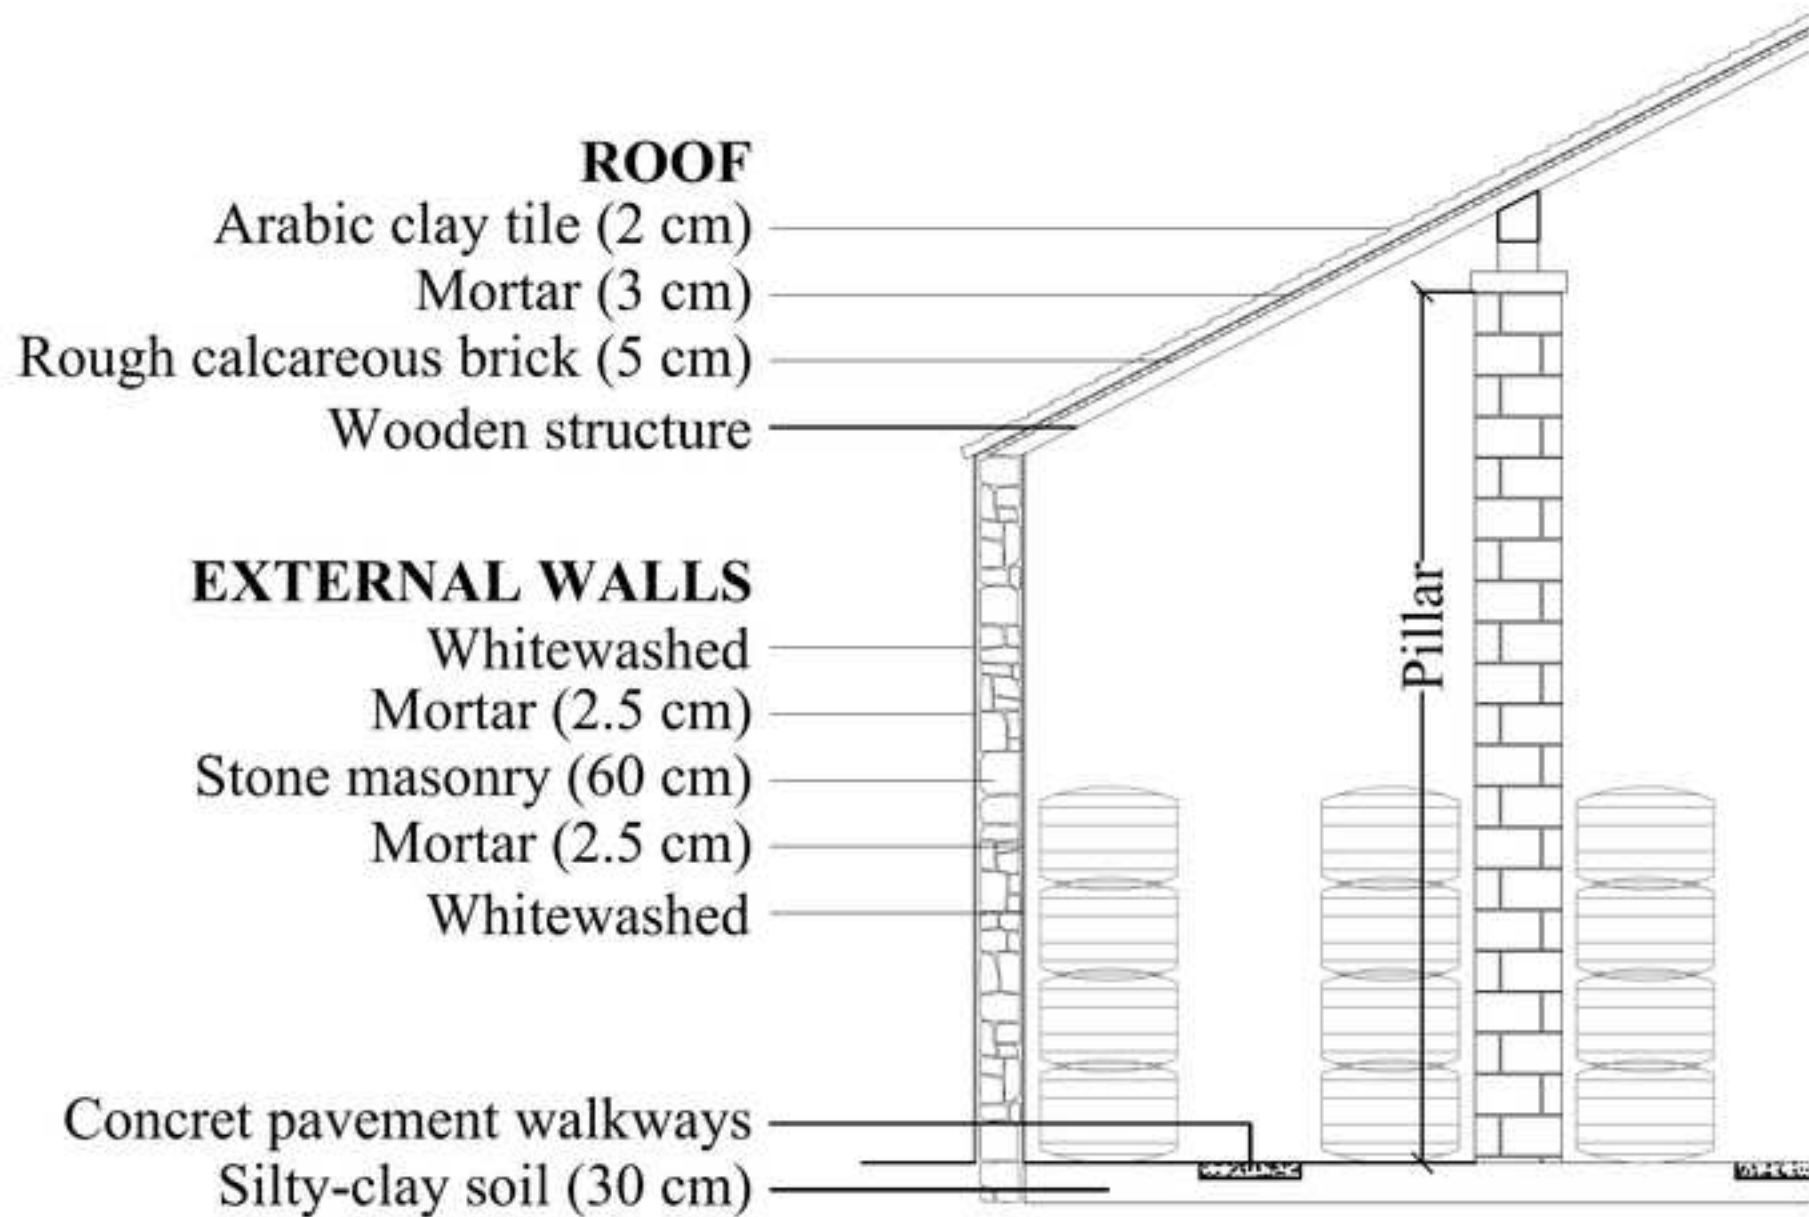 ROOF
Arabic clay tile (2 cm)
Mortar (3 cm)
Rough calcareous brick (5 cm)
Wooden structure
EXTERNAL WALLS
Whitewashed
Mortar (2.5 cm)
Stone masonry (60 cm)
Mortar (2.5 cm)
Whitewashed
Concret pavement walkways
Silty-clay soil (30 cm)
Pillar